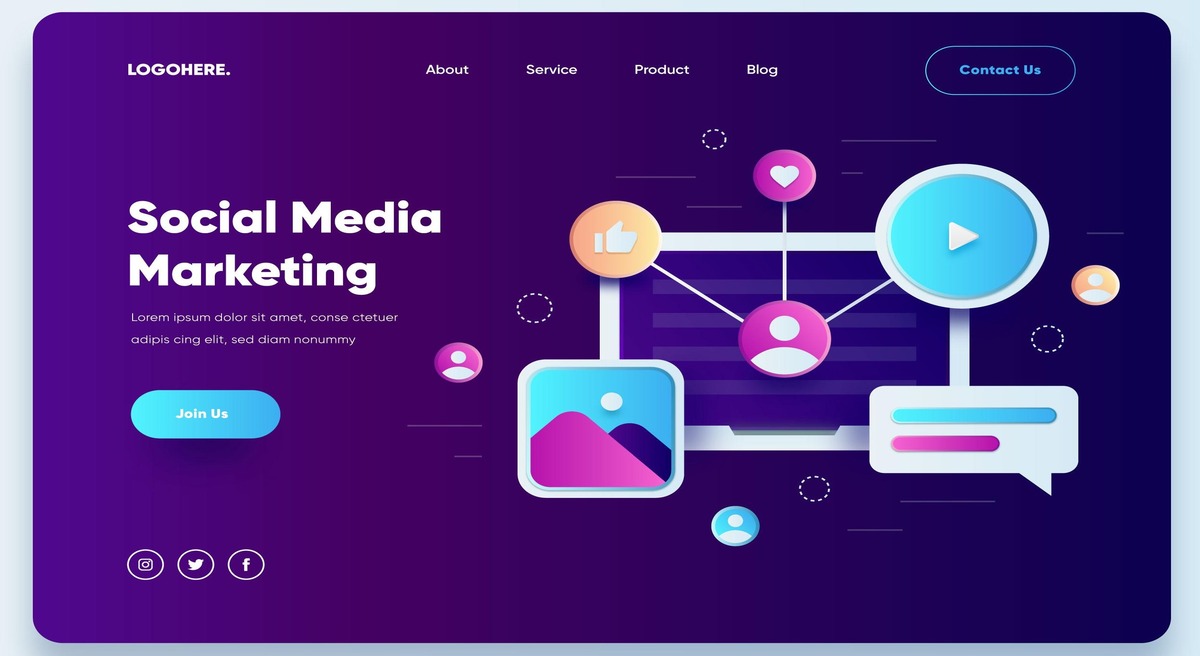 LOGOHERE.
About
Service
Product
Blog
Contact Us
Social Media
Marketing
Lorem ipsum dolor sit amet, conse ctetuer
adipis cing elit, sed diam nonummy
Join Us